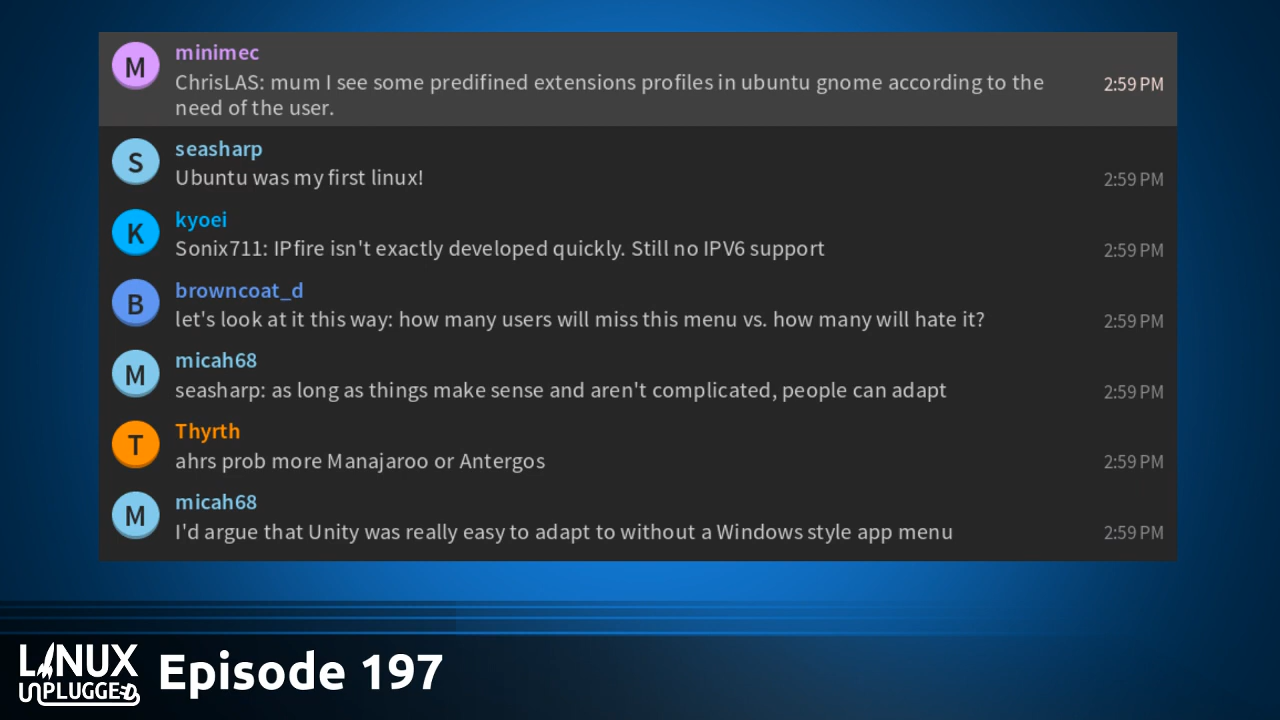 M
minimec
ChrisLAS: mum I see some predifined extensions profiles in ubuntu gnome according to the
need of the user.
2:59 PM
S
seasharp
Ubuntu was my first linux!
2:59 PM
K
kyoei
Sonix711: IPfire isn't exactly developed quickly. Still no IPV6 support
2:59 PM
B
browncoat_d
let's look at it this way: how many users will miss this menu vs. how many will hate it?
2:59 PM
M
micah68
seasharp: as long as things make sense and aren't complicated, people can adapt
2:59 PM
T
Thyrth
ahrs prob more Manajaroo or Antergos
2:59 PM
M
micah68
I'd argue that Unity was really easy to adapt to without a Windows style app menu
2:59 PM
LINUX
UNPLUGGED
Episode 197